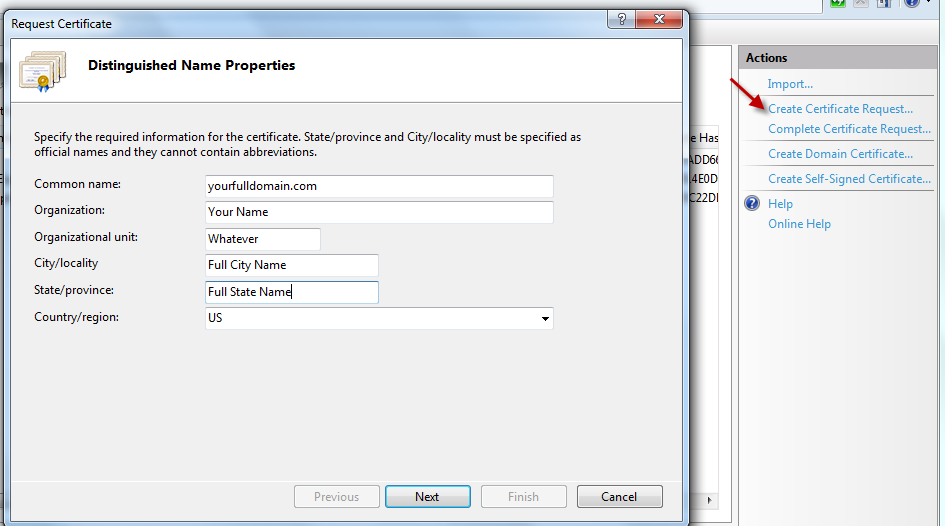 Request Certificate
?
x
Distinguished Name Properties
Specify the required information for the certificate. State/province and City/locality must be specified as
official names and they cannot contain abbreviations.
Common name:
yourfulldomain.com
Organization:
Your Name
Organizational unit:
Whatever
City/locality
Full City Name
State/province:
Full State Name
Country/region:
US
Previous
Next
Finish
Cancel
e Has
ADD66
4E0D
C22D
Actions
Import...
Create Certificate Request...
Complete Certificate Request...
Create Domain Certificate...
Create Self-Signed Certificate...
? Help
Online Help